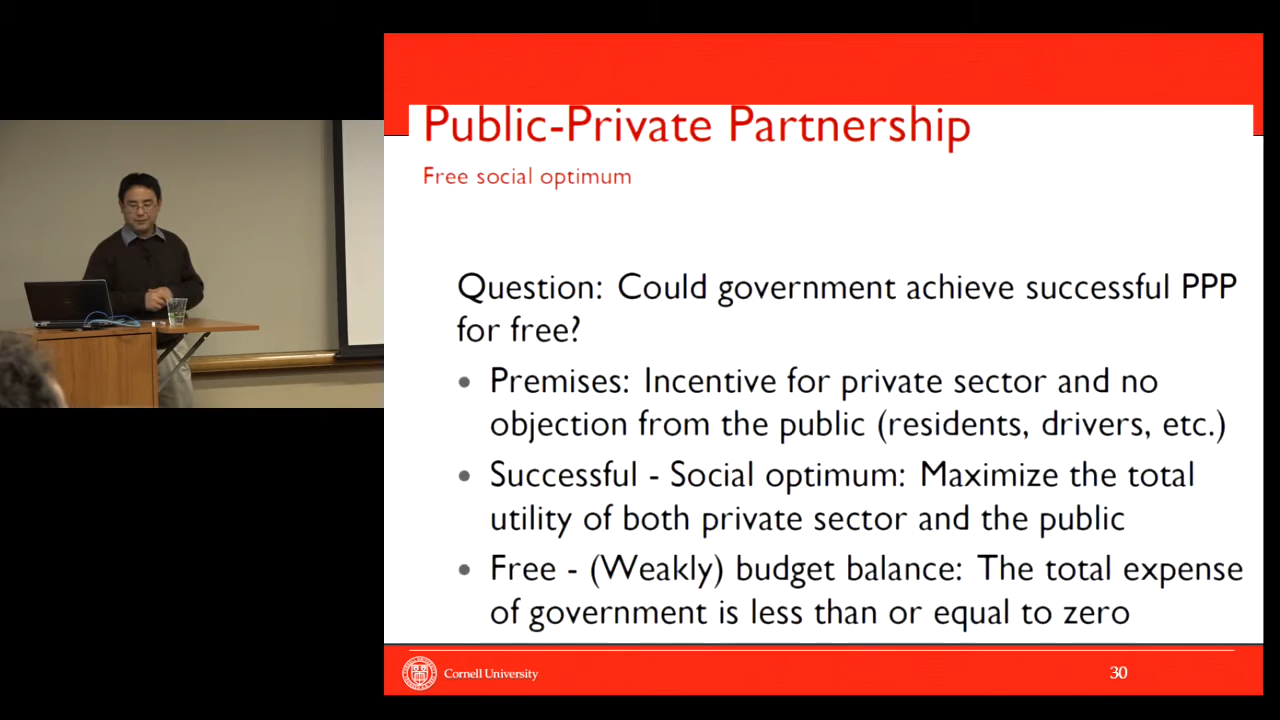 Public-Private Partnership
Free social optimum
Question: Could government achieve successful PPP
for free?
• Premises: Incentive for private sector and no
objection from the public (residents, drivers, etc.)
• Successful - Social optimum: Maximize the total
utility of both private sector and the public
• Free - (Weakly) budget balance: The total expense
of government is less than or equal to zero
Cornell University
30